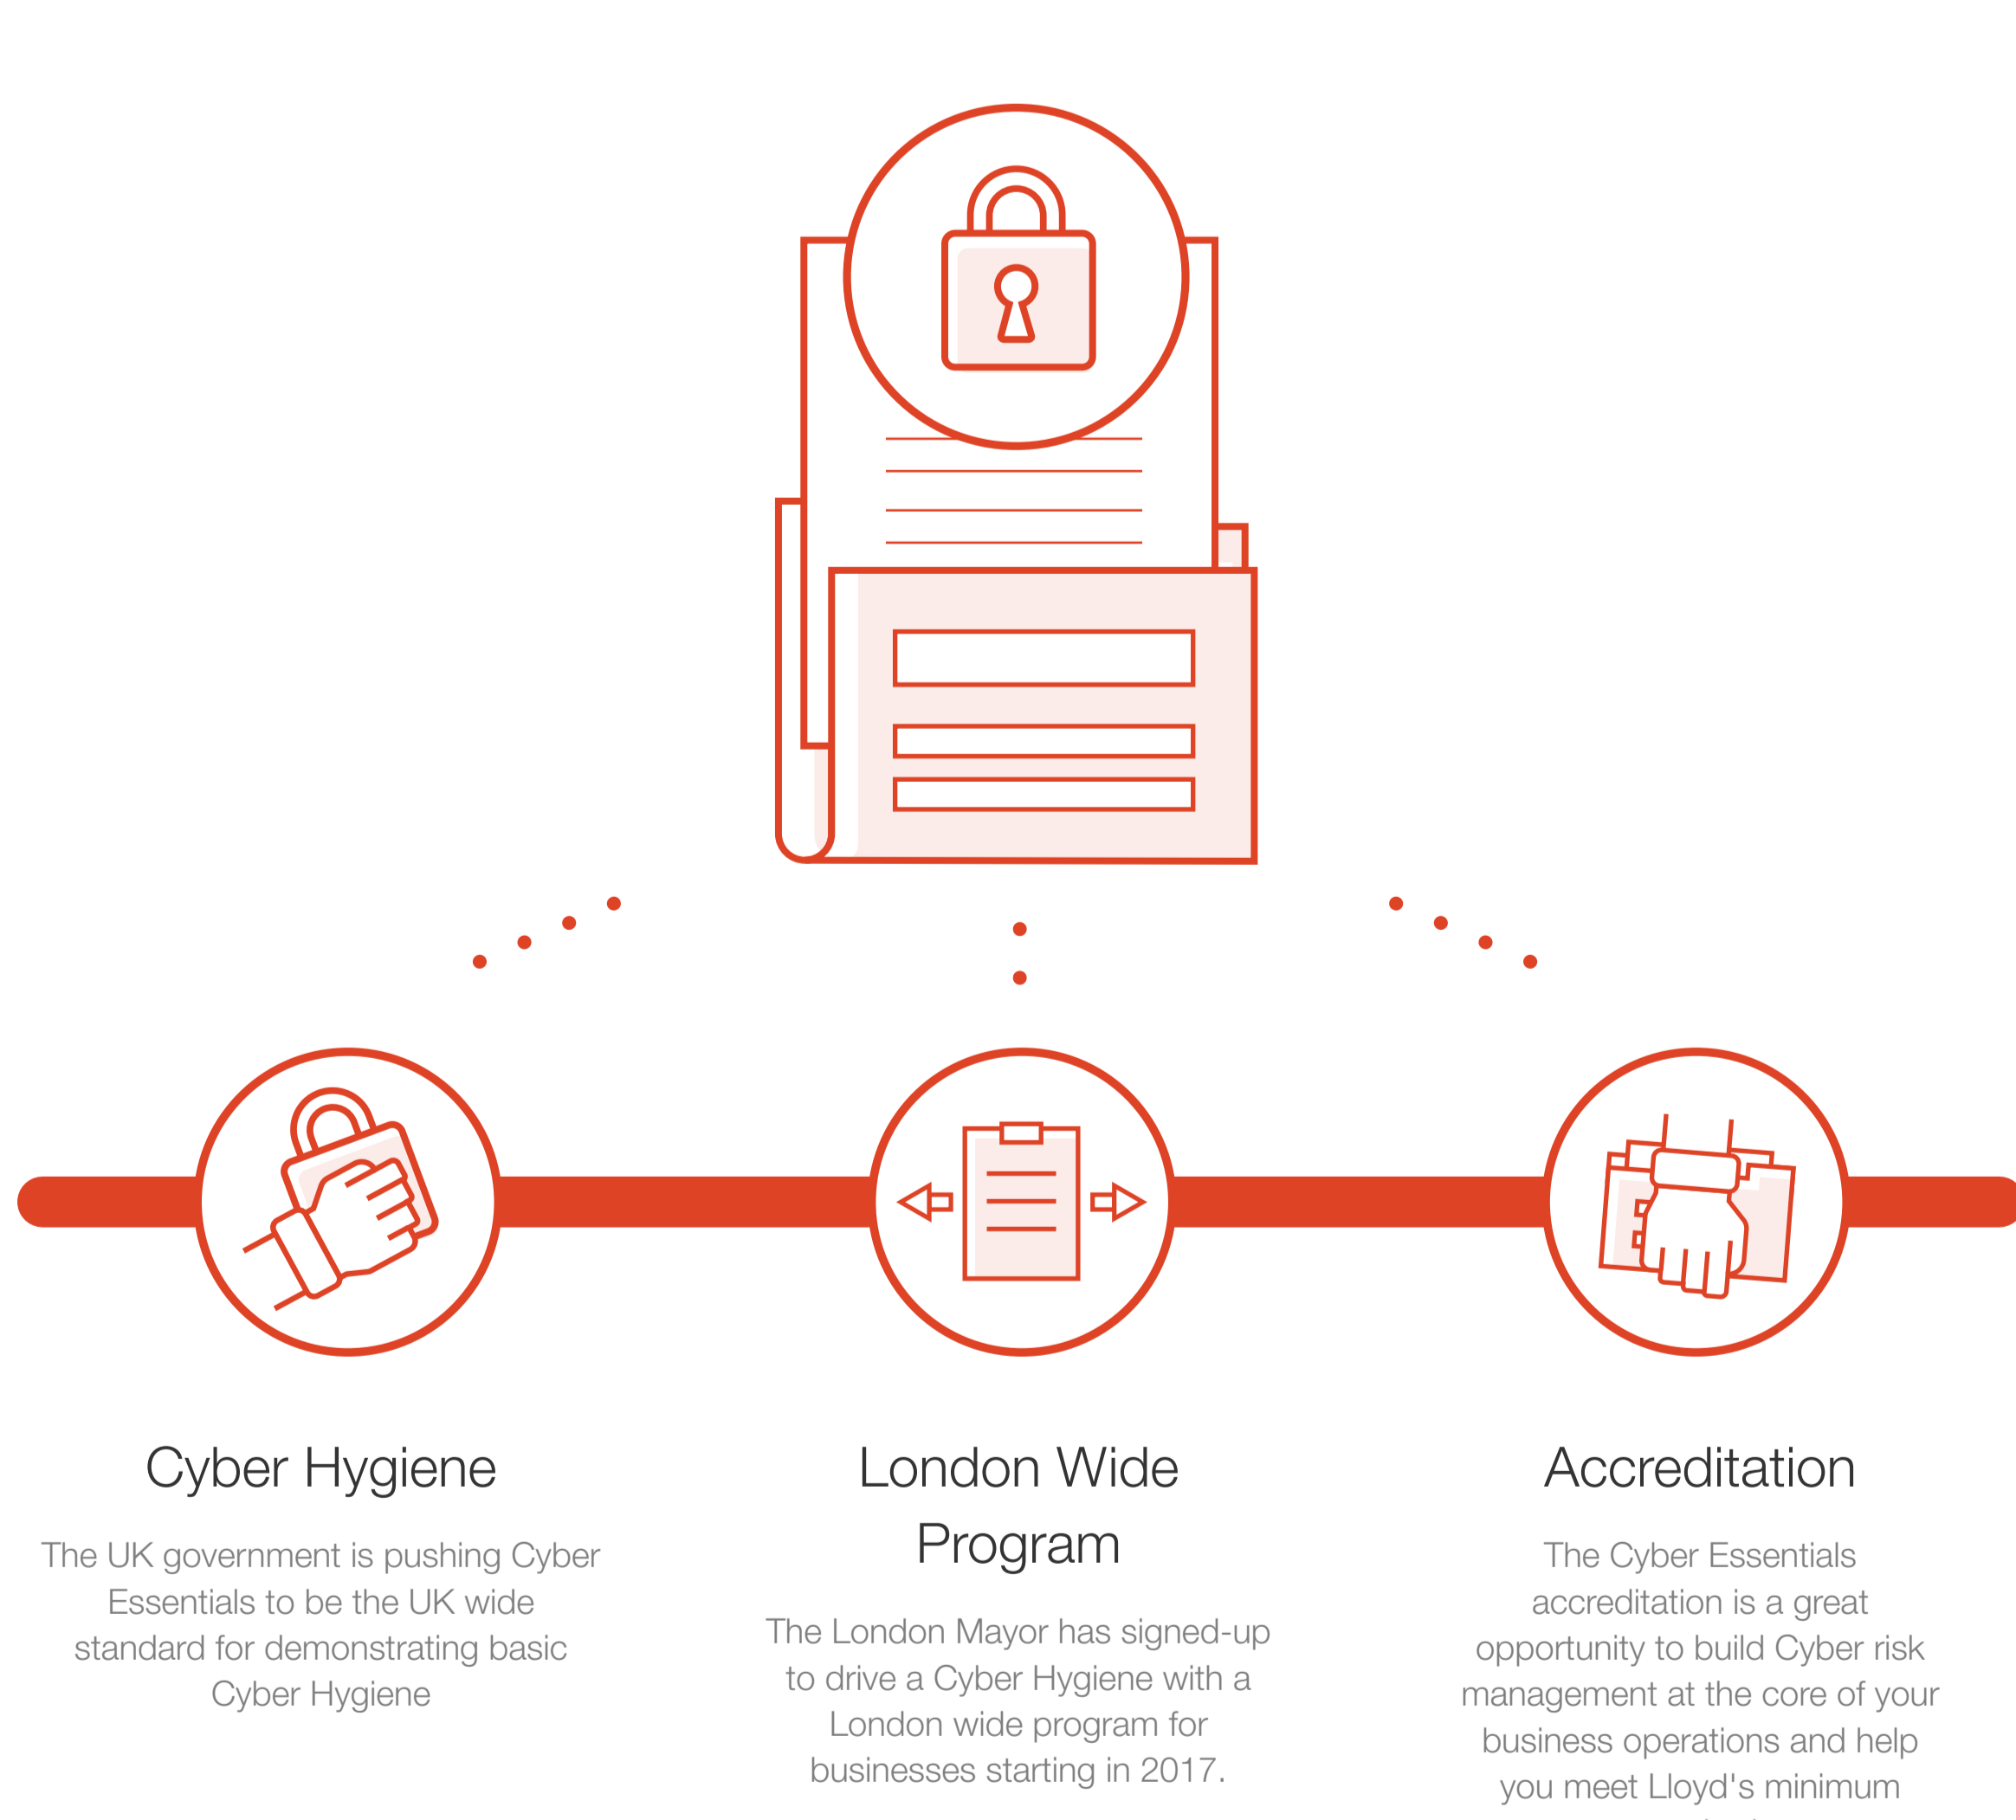 Cyber Hygiene
The UK government is pushing Cyber
Essentials to be the UK wide
standard for demonstrating basic
Cyber Hygiene
London Wide
Program
The London Mayor has signed-up
to drive a Cyber Hygiene with a
London wide program for
businesses starting in 2017.
Accreditation
The Cyber Essentials
accreditation is a great
opportunity to build Cyber risk
management at the core of your
business operations and help
you meet Lloyd's minimum